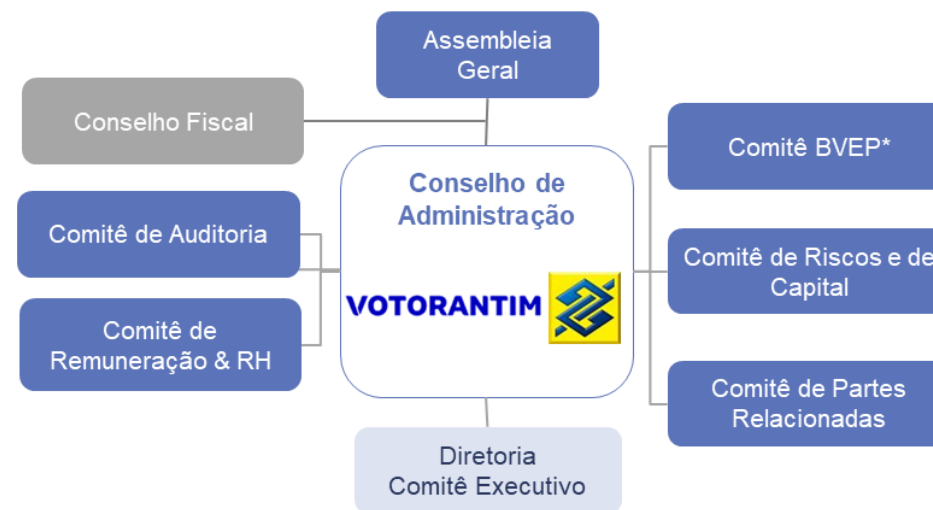 Assembleia
Geral
Conselho Fiscal
Comitê BVEP*
Conselho de
Administração
Comitê de Auditoria
Comitê de Riscos e de
Capital
VOTORANTIM
Comitê de
Remuneração & RH
Comitê de Partes
Relacionadas
Diretoria
Comitê Executivo